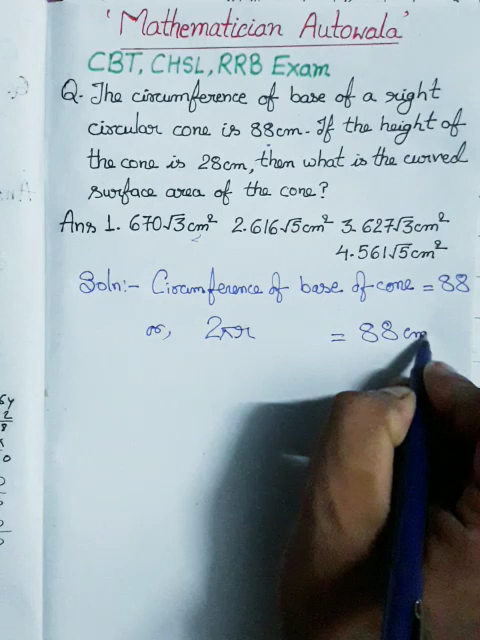 'Mathematician Autowala'
CBT, CHSL, RRB Exam
Q. The circumference of base of a right
circular cone is 88cm. If the height of
the cone is 28cm, then what is the curved
surface area of the cone?
Ans 1. 670√3cm² 2. 616√5cm² 3. 627√3cm²
4. 561√5cm²
Soln:- Circumference of base of cone = 88
or, 2πr = 88cm